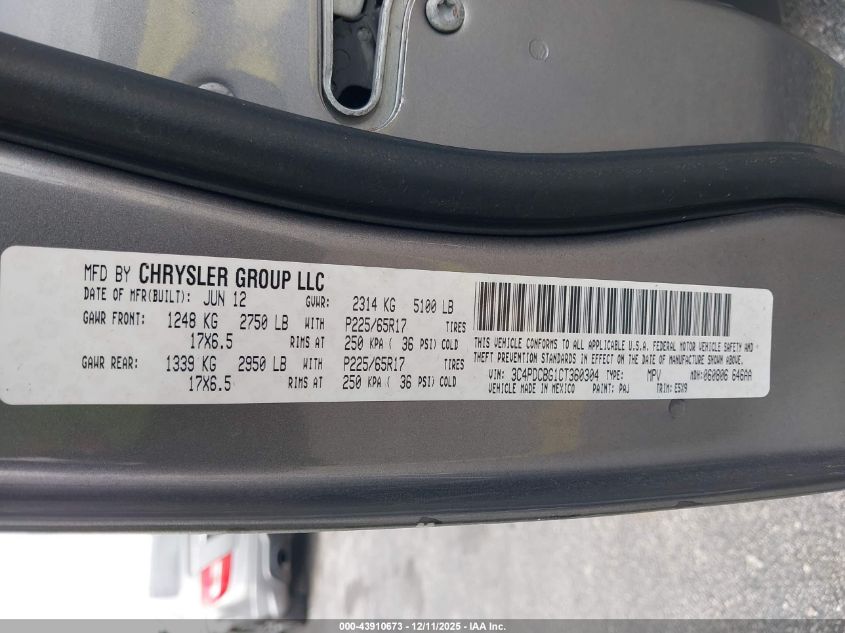 MFD BY CHRYSLER GROUP LLC
DATE OF MFR(BUILT): JUN 12 GVWR: 2314 KG 5100 LB
GAWR FRONT: 1248 KG 2750 LB WITH P225/65R17 TIRES
17X6.5 RIMS AT 250 KPA ( 36 PSI) COLD
GAWR REAR: 1339 KG 2950 LB WITH P225/65R17 TIRES
17X6.5 RIMS AT 250 KPA ( 36 PSI) COLD
THIS VEHICLE CONFORMS TO ALL APPLICABLE U.S.A. FEDERAL MOTOR VEHICLE SAFETY AND
THEFT PREVENTION STANDARDS IN EFFECT ON THE DATE OF MANUFACTURE SHOWN ABOVE.
VIN: 3C4PDCBG1CT360304 TYPE: MPV MDH: 060806 646AA
VEHICLE MADE IN MEXICO PAINT: PAJ TRIM: E5X9
000-43910673 - 12/11/2025 - IAA Inc.